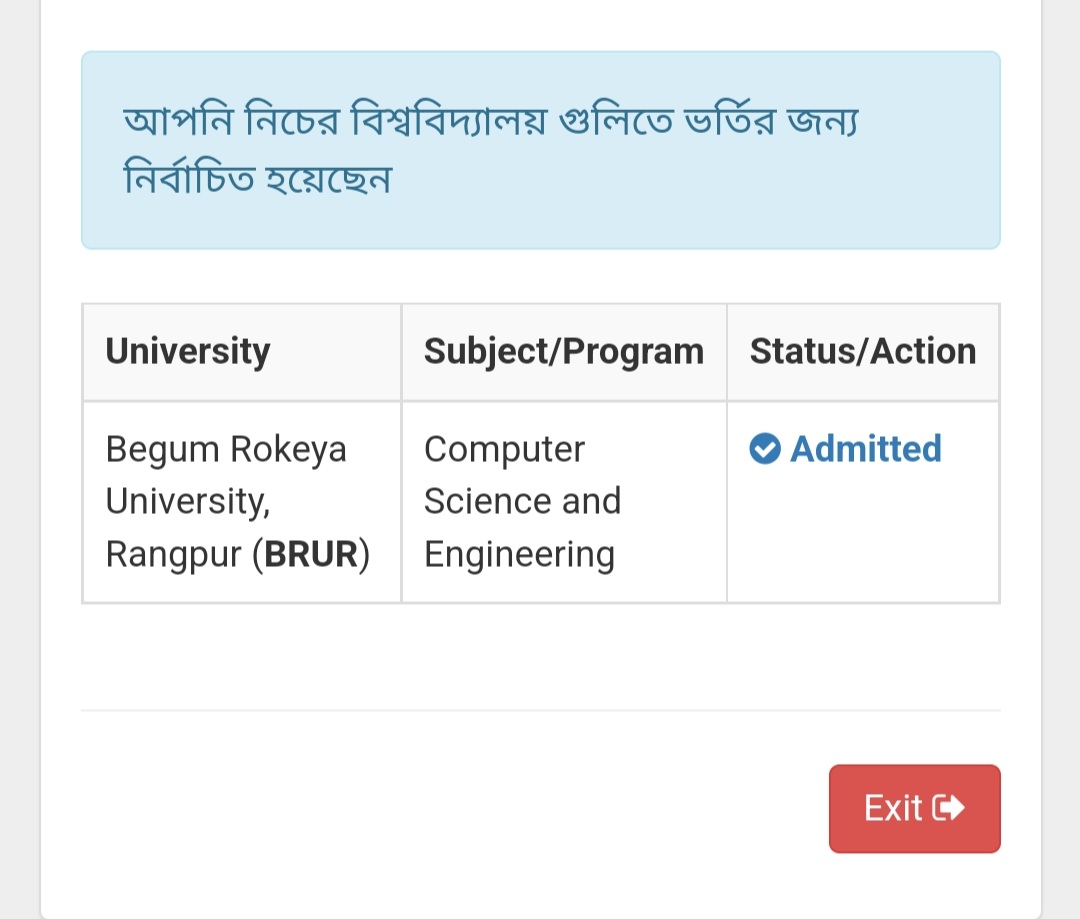 আপনি নিচের বিশ্ববিদ্যালয় গুলিতে ভর্তির জন্য
নির্বাচিত হয়েছেন
University
Subject/Program
Status/Action
Begum Rokeya
University,
Rangpur (BRUR)
Computer
Science and
Engineering
Admitted
Exit